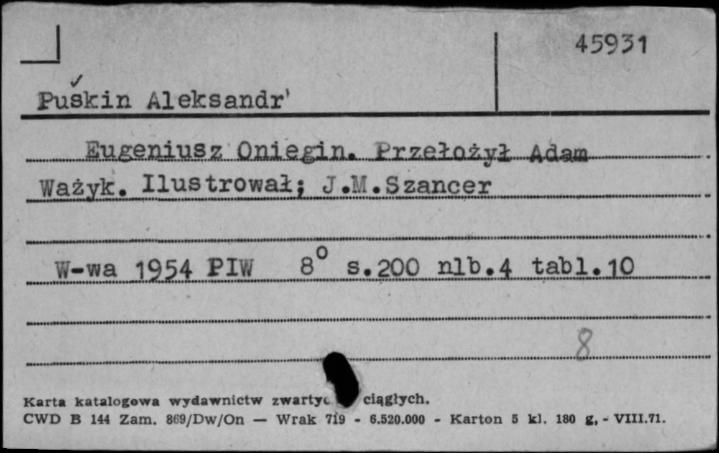 45931
Puškin Aleksandr'
Eugeniusz Oniegin. Przełożył Adam
Ważyk. Ilustrował; J.M.Szancer
W-wa 1954 PIW 8° s.200 nlb.4 tabl.10
8
Karta katalogowa wydawnictw ciągłych.
CWD B 144 Zam. 869/Dw/On — Wrak 719 - 6.520.000 - Karton 5 kl. 180 g, - VIII.71.